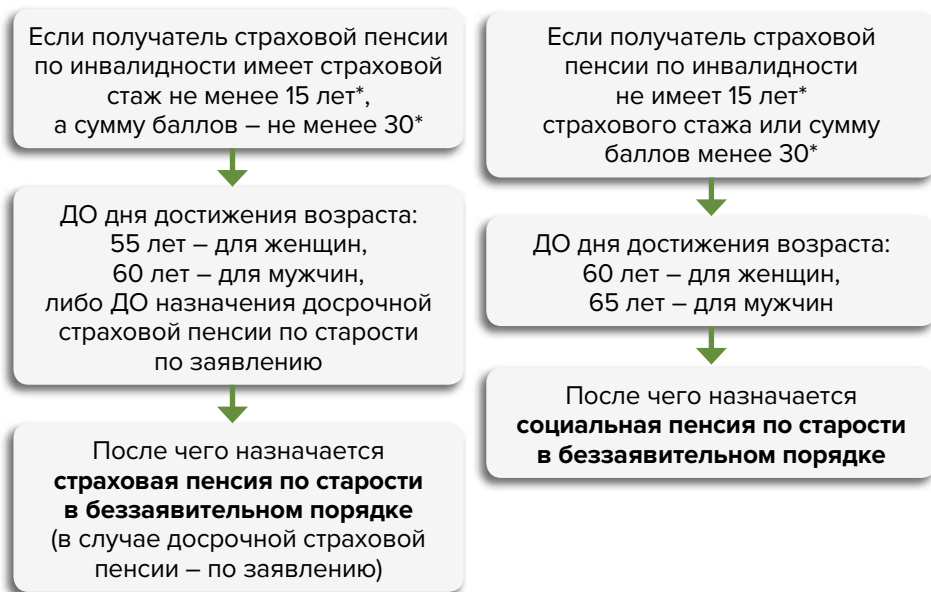 Если получатель страховой пенсии
по инвалидности имеет страховой
стаж не менее 15 лет*,
а сумму баллов – не менее 30*
ДО дня достижения возраста:
55 лет – для женщин,
60 лет – для мужчин,
либо ДО назначения досрочной
страховой пенсии по старости
по заявлению
После чего назначается
страховая пенсия по старости
в беззаявительном порядке
(в случае досрочной страховой
пенсии – по заявлению)
Если получатель страховой
пенсии по инвалидности
не имеет 15 лет*
страхового стажа или сумму
баллов менее 30*
ДО дня достижения возраста:
60 лет – для женщин,
65 лет – для мужчин
После чего назначается
социальная пенсия по старости
в беззаявительном порядке